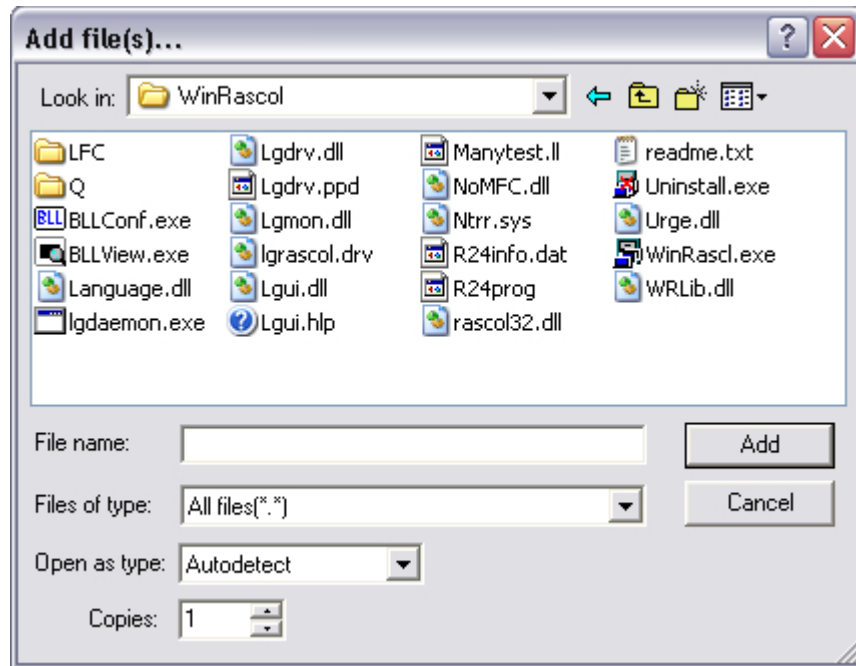 Add file(s)...
Look in: WinRascol
LFC Lgdrv.dll Manytest.ll readme.txt
Q Lgdrv.ppd NoMFC.dll Uninstall.exe
BLL BLLConf.exe Lgmon.dll Ntrr.sys Urge.dll
BLLView.exe lgrascol.drv R24info.dat WinRascl.exe
Language.dll Lgui.dll R24prog WRLib.dll
lgdaemon.exe Lgui.hlp rascol32.dll
File name: Add
Files of type: All files(*.*) Cancel
Open as type: Autodetect
Copies: 1